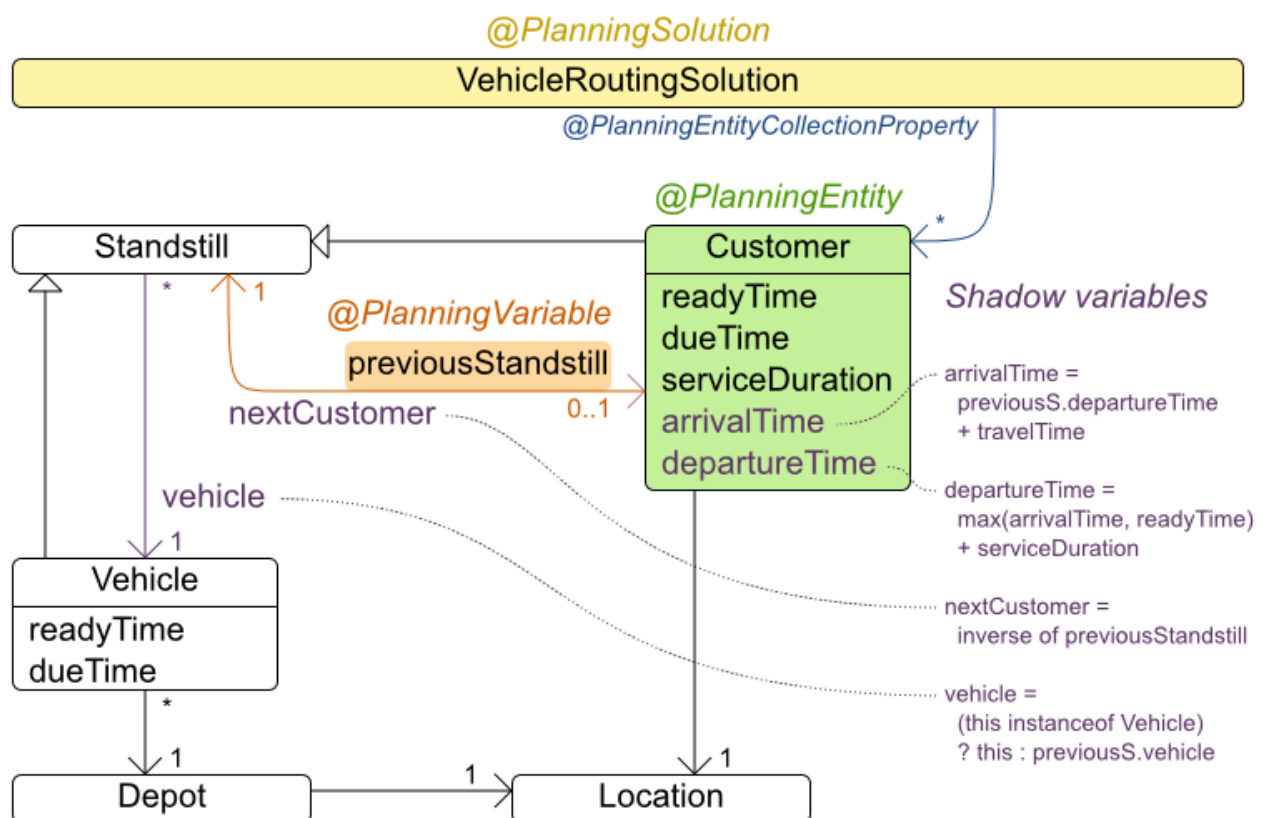 @PlanningSolution
VehicleRoutingSolution
@PlanningEntityCollectionProperty
@PlanningEntity
*
Standstill
Customer
*
1
readyTime
Shadow variables
@PlanningVariable
dueTime
previousStandstill
serviceDuration
arrivalTime =
previousS.departureTime
+ travelTime
0..1
nextCustomer
arrivalTime
departureTime
departureTime =
max(arrivalTime, readyTime)
+ serviceDuration
vehicle
1
Vehicle
readyTime
dueTime
nextCustomer =
inverse of previousStandstill
vehicle =
(this instanceof Vehicle)
? this : previousS.vehicle
*
1
1
1
Depot
Location